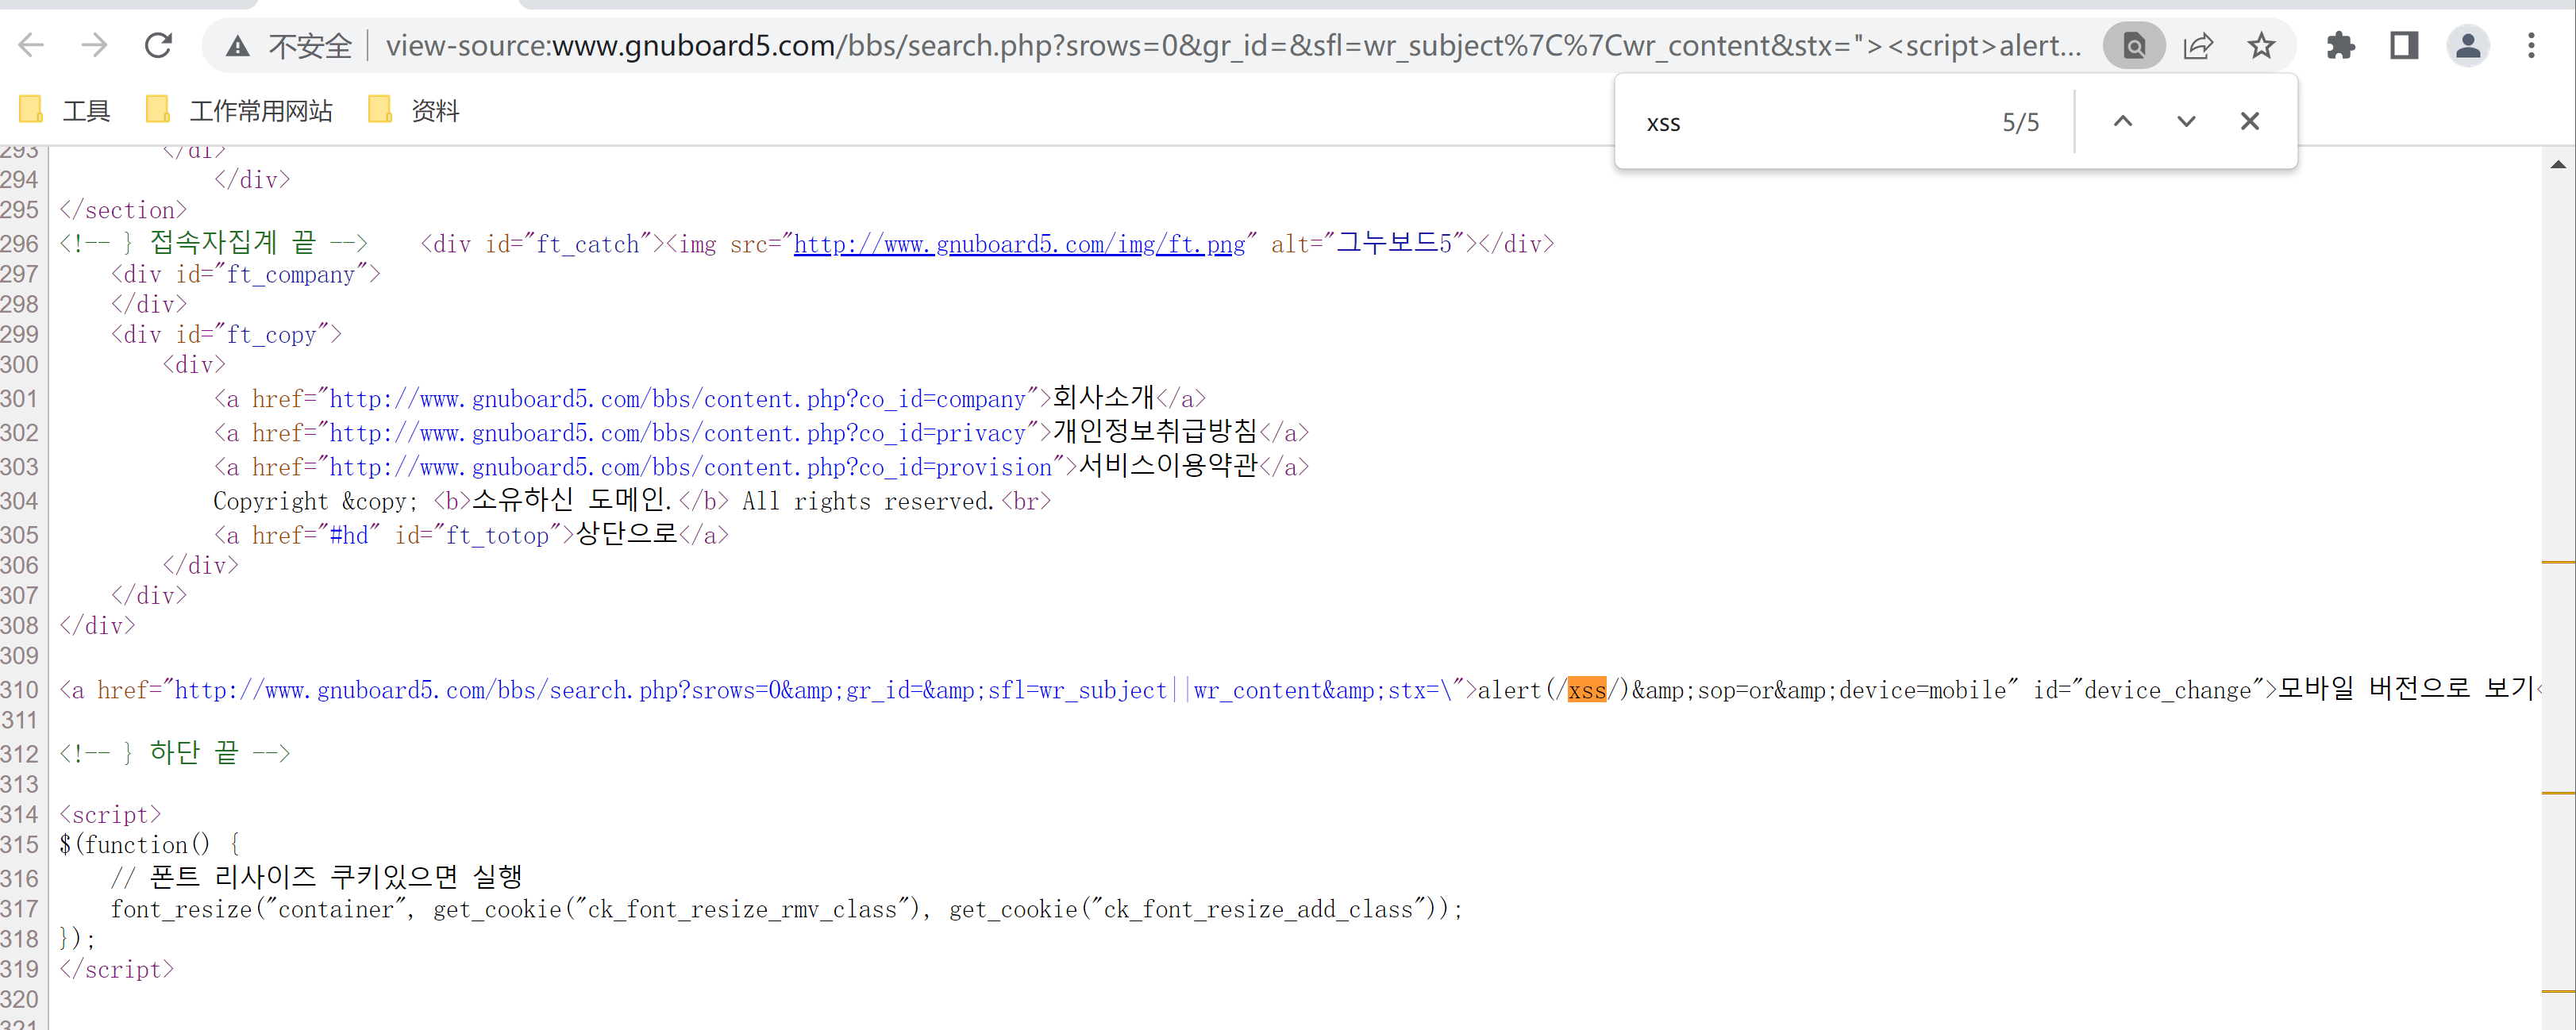 不安全 view-source:www.gnuboard5.com/bbs/search.php?srows=0&gr_id=&sfl=wr_subject%7C%7Cwr_content&stx="><script>alert...
工具 工作常用网站 资料
xss 5/5
293 </dl>
294 </div>
295 </section>
296 <!-- } 접속자집계 끝 --> <div id="ft_catch"><img src="http://www.gnuboard5.com/img/ft.png" alt="그누보드5"></div>
297 <div id="ft_company">
298 </div>
299 <div id="ft_copy">
300 <div>
301 <a href="http://www.gnuboard5.com/bbs/content.php?co_id=company">회사소개</a>
302 <a href="http://www.gnuboard5.com/bbs/content.php?co_id=privacy">개인정보취급방침</a>
303 <a href="http://www.gnuboard5.com/bbs/content.php?co_id=provision">서비스이용약관</a>
304 Copyright &copy; <b>소유하신 도메인.</b> All rights reserved.<br>
305 <a href="#hd" id="ft_totop">상단으로</a>
306 </div>
307 </div>
308 </div>
309
310 <a href="http://www.gnuboard5.com/bbs/search.php?srows=0&amp;gr_id=&amp;sfl=wr_subject||wr_content&amp;stx=\">alert(/xss/)&amp;sop=or&amp;device=mobile" id="device_change">모바일 버전으로 보기<
311
312 <!-- } 하단 끝 -->
313
314 <script>
315 $(function() {
316 // 폰트 리사이즈 쿠키있으면 실행
317 font_resize("container", get_cookie("ck_font_resize_rmv_class"), get_cookie("ck_font_resize_add_class"));
318 });
319 </script>
320
321